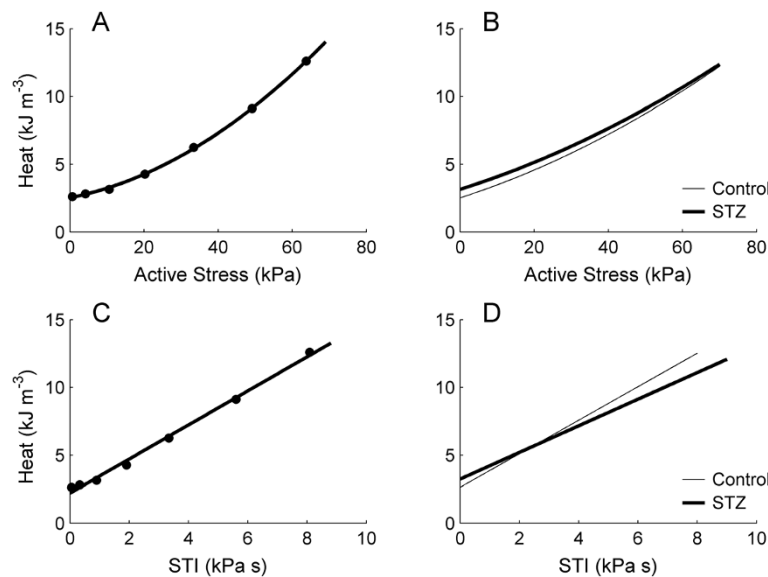 A
B
15
10
5
0
Heat (kJ m⁻³)
0 20 40 60 80
Active Stress (kPa)
15
10
5
0
Control
STZ
0 20 40 60 80
Active Stress (kPa)
C
D
15
10
5
0
Heat (kJ m⁻³)
0 2 4 6 8 10
STI (kPa s)
15
10
5
0
Control
STZ
0 2 4 6 8 10
STI (kPa s)